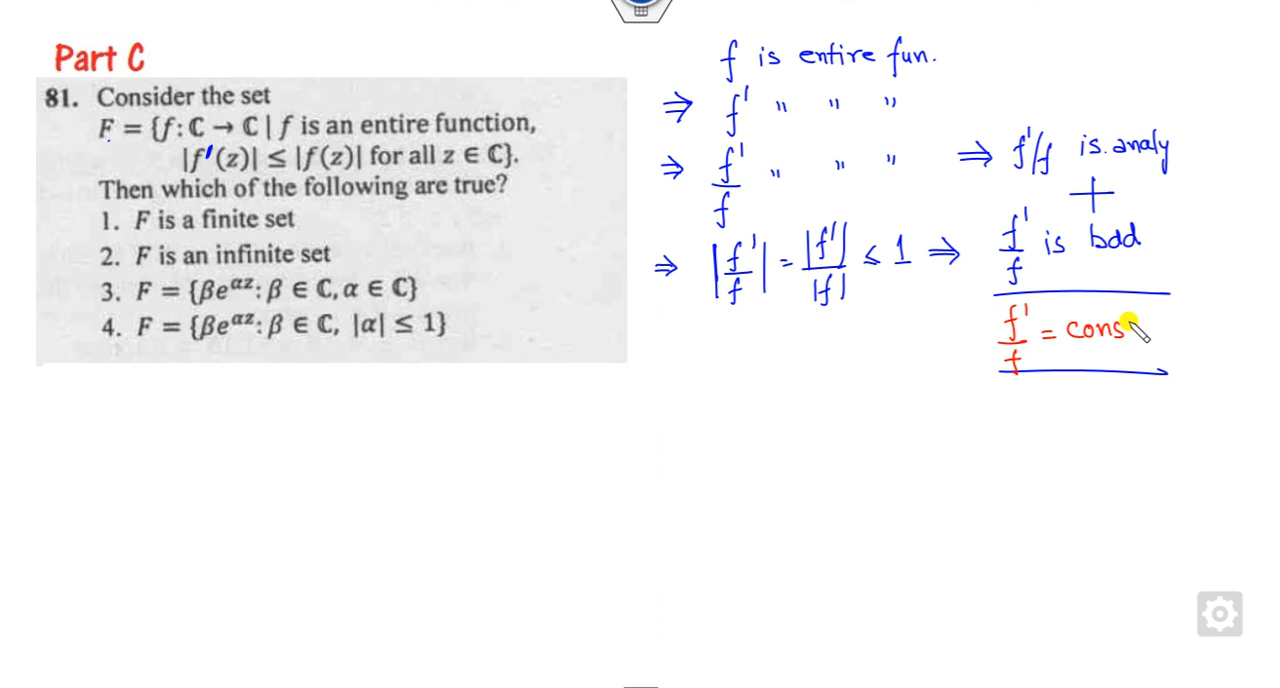 Part C
81. Consider the set
F = {f: ℂ → ℂ | f is an entire function,
|f'(z)| ≤ |f(z)| for all z ∈ ℂ}.
Then which of the following are true?
1. F is a finite set
2. F is an infinite set
3. F = {βe^{αz}: β ∈ ℂ, α ∈ ℂ}
4. F = {βe^{αz}: β ∈ ℂ, |α| ≤ 1}
f is entire fun.
⇒ f' " " "
⇒ f'/f " " " ⇒ f'/f is analy
+
⇒ |f'/f| = |f'|/|f| ≤ 1 ⇒ f'/f is bdd
f'/f = cons